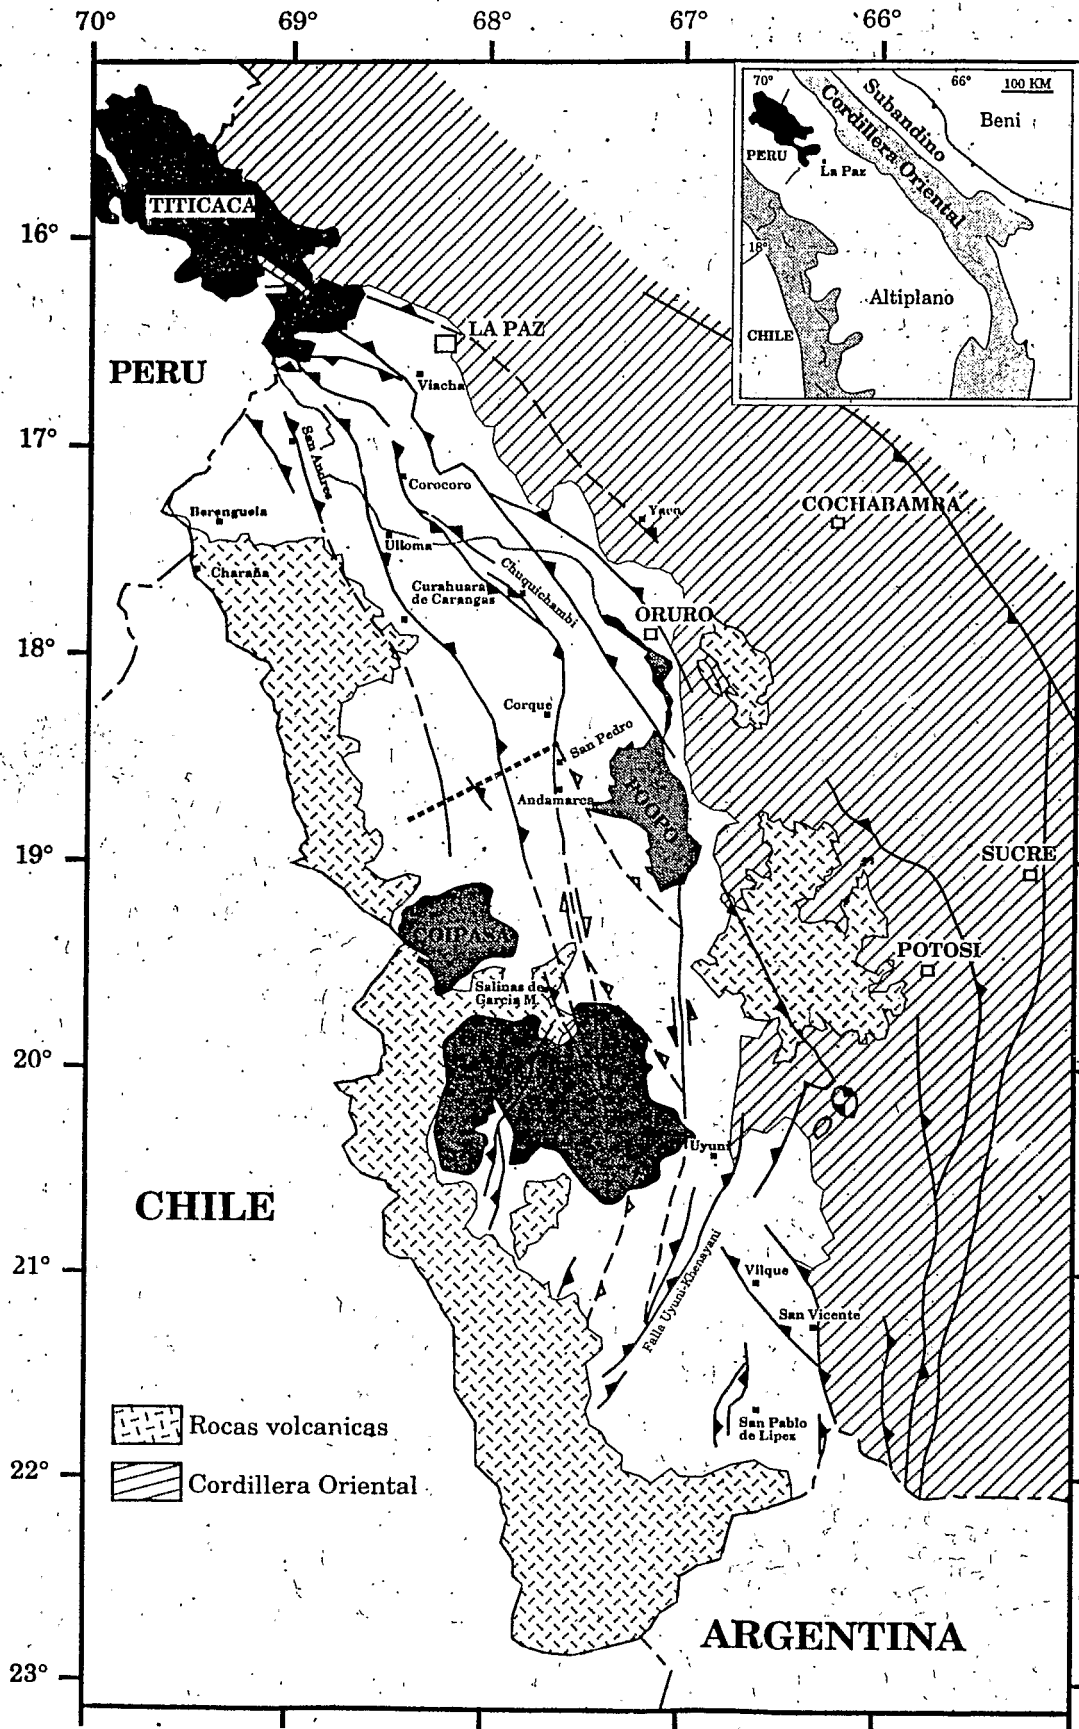 70° 69° 68° 67° 66°
70° 66° 100 KM
Subandino
Cordillera Oriental
Beni
PERU
La Paz
18°
Altiplano
CHILE
TITICACA
16°
LA PAZ
PERU
Viacha
17°
San Andres
Corocoro
COCHABAMBA
Berenguela
Yaco
Ulloma
Charaña
Chuquichambi
Curahuara
de Carangas
ORURO
18°
Corque
San Pedro
POOPO
Andamarca
19°
SUCRE
COIPASA
POTOSI
Salinas de
Garcia M.
20°
Uyuni
CHILE
21°
Falla Uyuni-Khenayani
Vilque
San Vicente
Rocas volcanicas
San Pablo
de Lipez
22°
Cordillera Oriental
ARGENTINA
23°